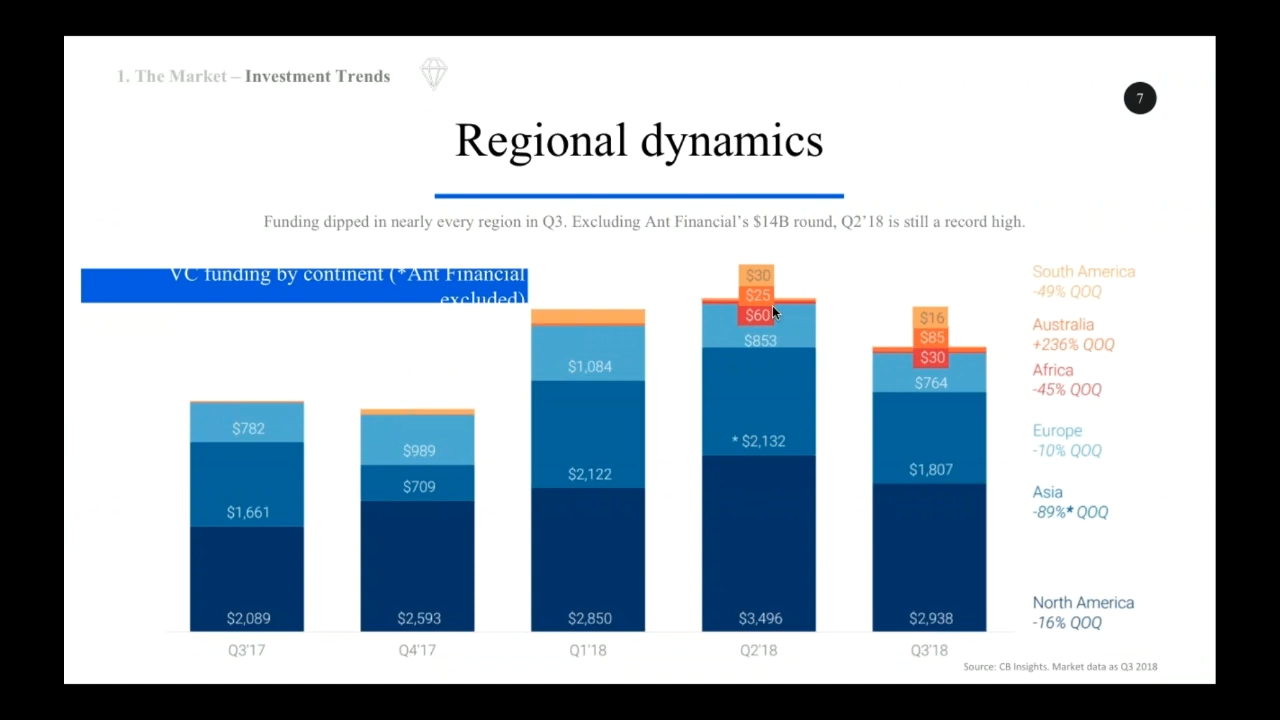 1. The Market – Investment Trends
7
Regional dynamics
Funding dipped in nearly every region in Q3. Excluding Ant Financial’s $14B round, Q2’18 is still a record high.
VC funding by continent (*Ant Financial
excluded)
$782
$1,661
$2,089
Q3'17
$989
$709
$2,593
Q4'17
$1,084
$2,122
$2,850
Q1'18
$30
$25
$60
$853
* $2,132
$3,496
Q2'18
$16
$85
$30
$764
$1,807
$2,938
Q3'18
South America
-49% QOQ
Australia
+236% QOQ
Africa
-45% QOQ
Europe
-10% QOQ
Asia
-89%* QOQ
North America
-16% QOQ
Source: CB Insights. Market data as Q3 2018